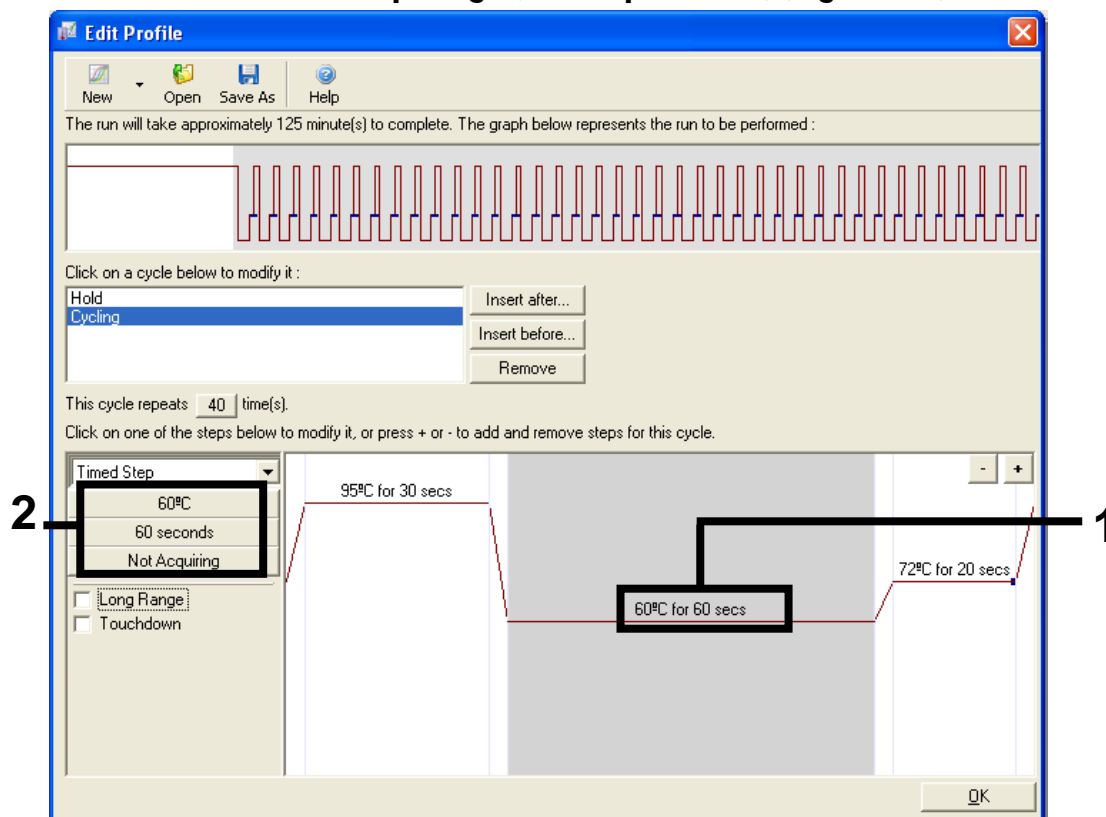 Edit Profile
New Open Save As Help
The run will take approximately 125 minute(s) to complete. The graph below represents the run to be performed :
Click on a cycle below to modify it :
Hold
Cycling
Insert after...
Insert before...
Remove
This cycle repeats 40 time(s).
Click on one of the steps below to modify it, or press + or - to add and remove steps for this cycle.
Timed Step
- +
2
60ºC
60 seconds
Not Acquiring
Long Range
Touchdown
95ºC for 30 secs
1
60ºC for 60 secs
72ºC for 20 secs
OK